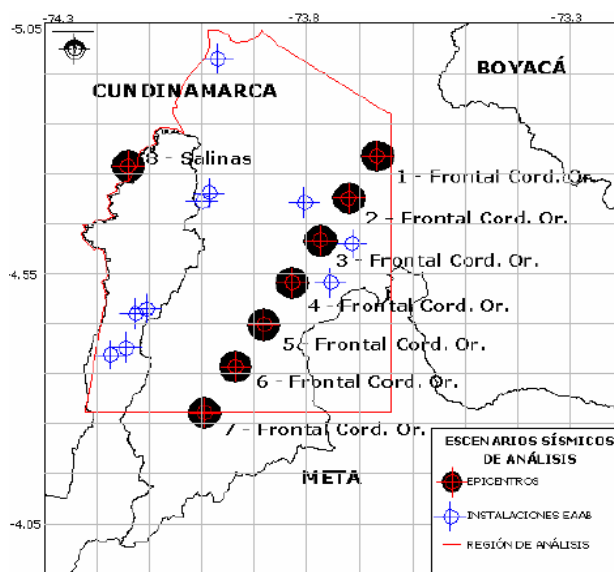 -74.3
-73.8
-73.3
-5.05
CUNDINAMARCA
BOYACÁ
8 - Salinas
1 - Frontal Cord. Or.
2 - Frontal Cord. Or.
3 - Frontal Cord. Or.
-4.55
4 - Frontal Cord. Or.
5 - Frontal Cord. Or.
6 - Frontal Cord. Or.
7 - Frontal Cord. Or.
META
-4.05
ESCENARIOS SÍSMICOS
DE ANÁLISIS
EPICENTROS
INSTALACIONES EAAB
REGIÓN DE ANÁLISIS